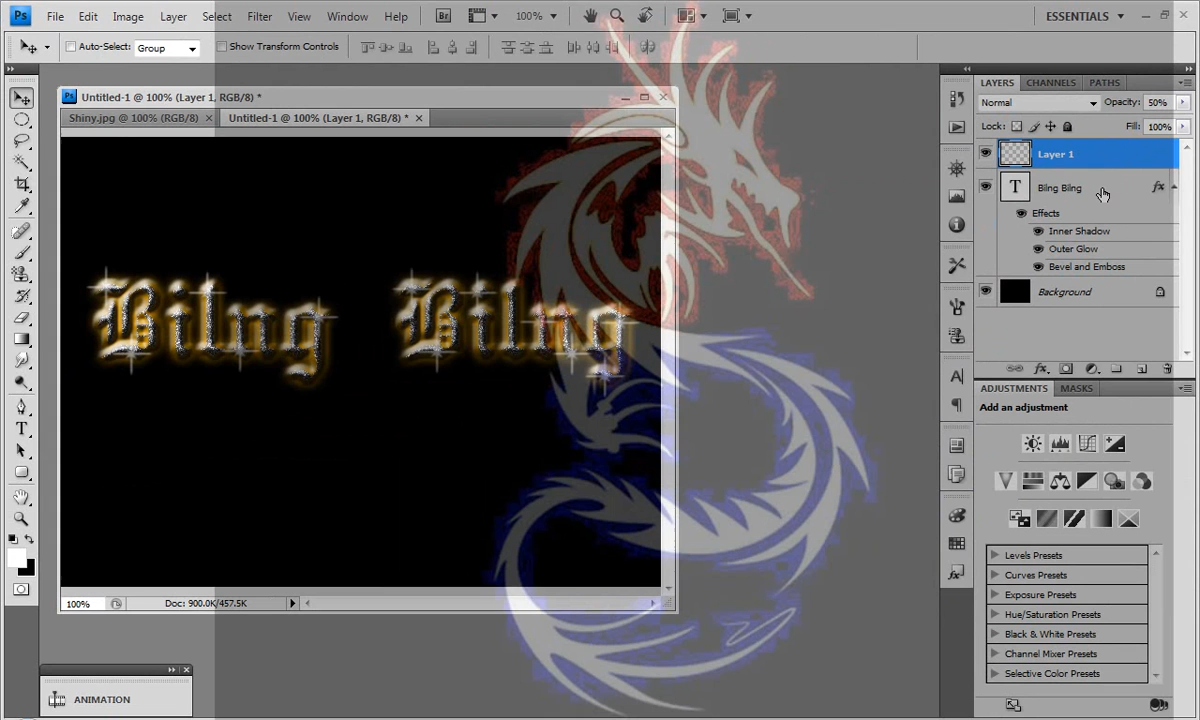 Ps File Edit Image Layer Select Filter View Window Help Br 100% ESSENTIALS
Auto-Select: Group Show Transform Controls
Untitled-1 @ 100% (Layer 1, RGB/8) *
Shiny.jpg @ 100% (RGB/8) × Untitled-1 @ 100% (Layer 1, RGB/8) * ×
Bilng Bilng
100% Doc: 900.0K/457.5K
ANIMATION
LAYERS CHANNELS PATHS
Normal Opacity: 50%
Lock: Fill: 100%
Layer 1
T Bling Bling fx
Effects
Inner Shadow
Outer Glow
Bevel and Emboss
Background
ADJUSTMENTS MASKS
Add an adjustment
Levels Presets
Curves Presets
Exposure Presets
Hue/Saturation Presets
Black & White Presets
Channel Mixer Presets
Selective Color Presets